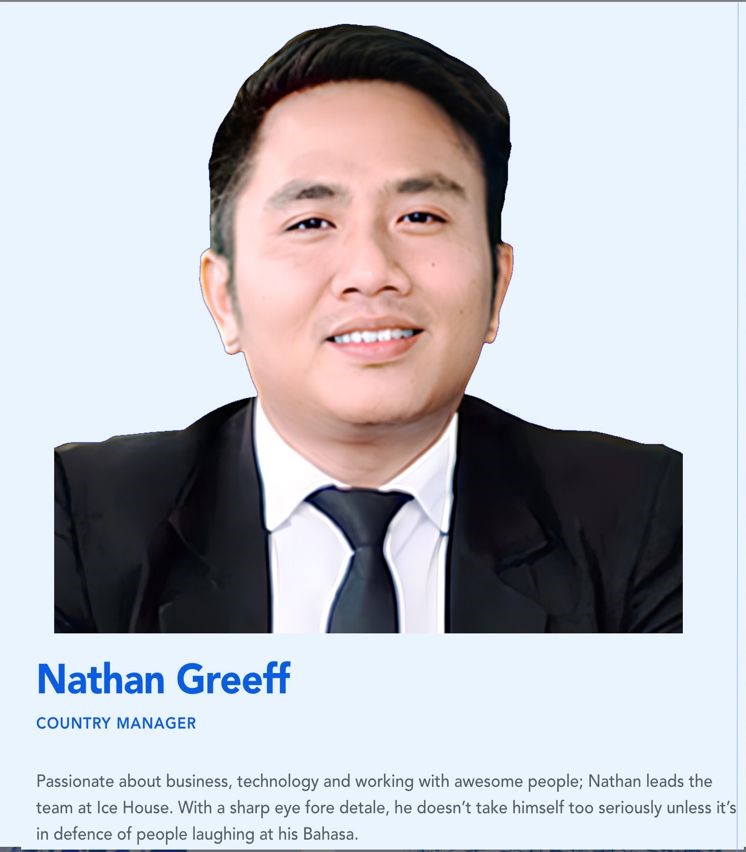 Nathan Greeff
COUNTRY MANAGER
Passionate about business, technology and working with awesome people; Nathan leads the
team at Ice House. With a sharp eye fore detale, he doesn’t take himself too seriously unless it’s
in defence of people laughing at his Bahasa.